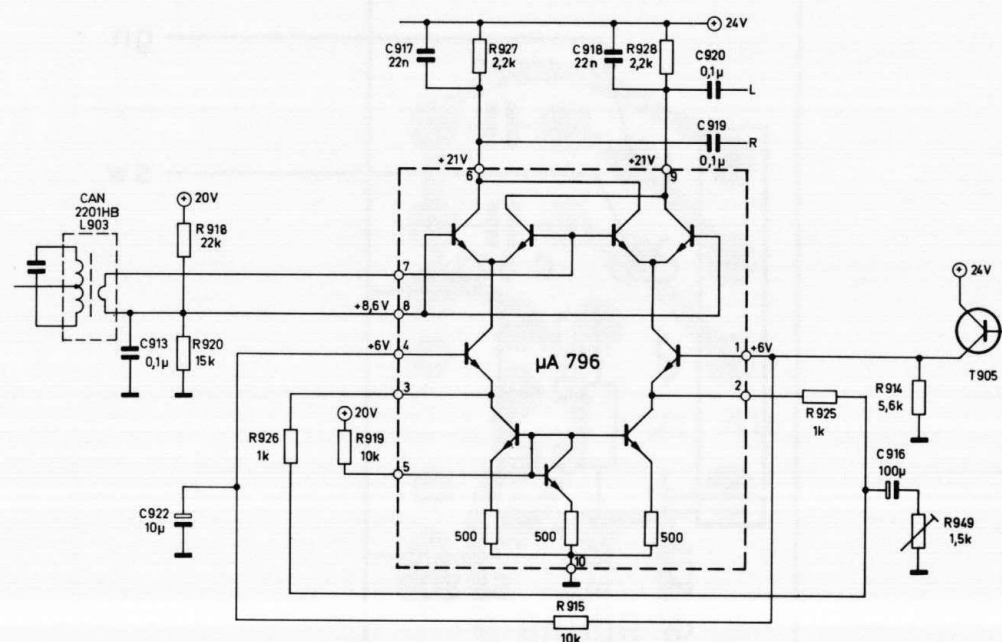 24V
C917
22n
R927
2,2k
C918
22n
R928
2,2k
C920
0,1µ
L
C919
0,1µ
R
+21V
6
+21V
9
CAN
2201HB
L903
20V
R918
22k
7
+8,6V
8
C913
0,1µ
R920
15k
+6V
4
µA 796
1
+6V
24V
T905
3
2
R925
1k
R914
5,6k
R926
1k
20V
R919
10k
5
C916
100µ
R949
1,5k
C922
10µ
500
500
500
10
R915
10k